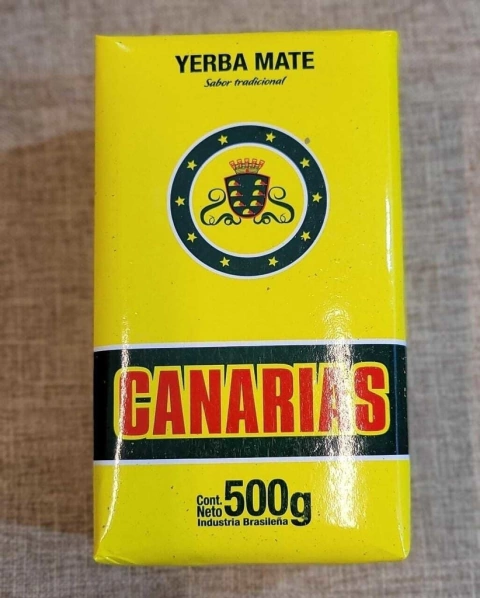 YERBA MATE
Sabor tradicional
CANARIAS
Cont.
Neto 500g
Industria Brasileña